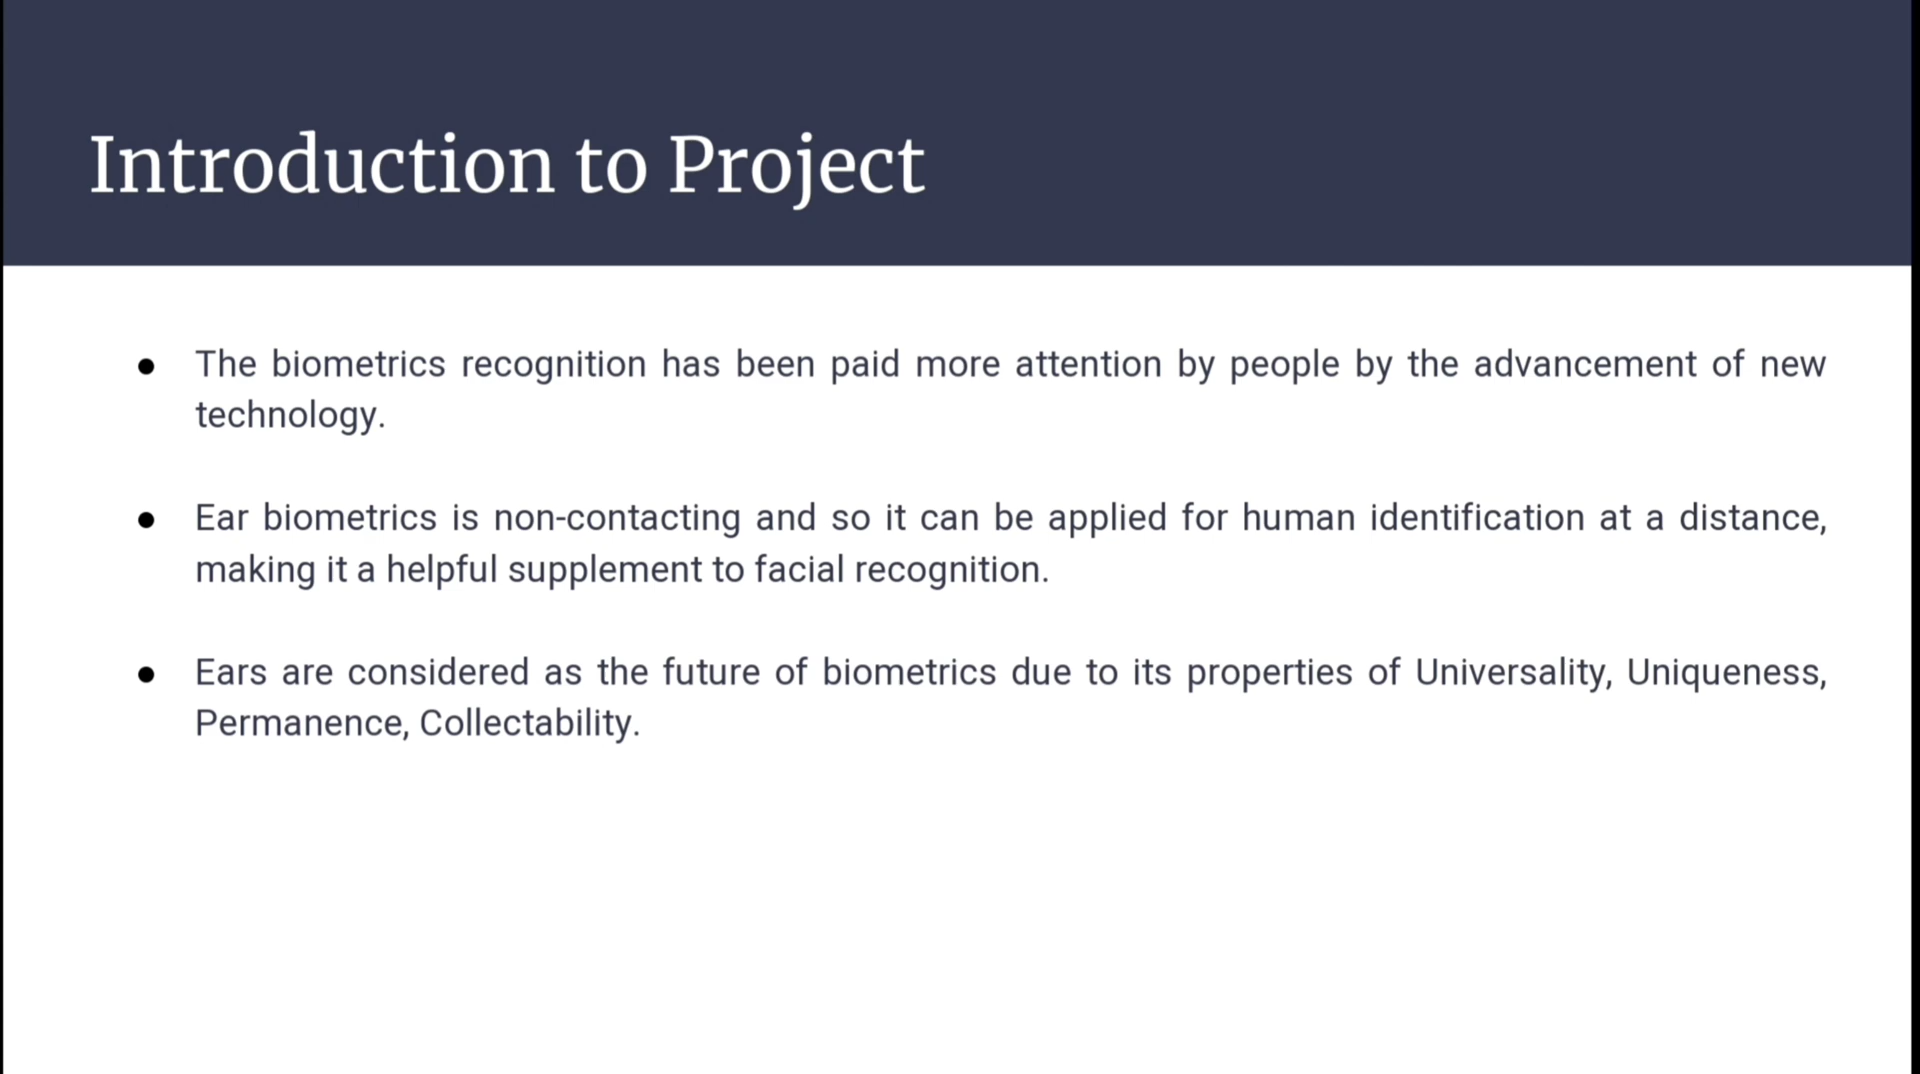 Introduction to Project
● The biometrics recognition has been paid more attention by people by the advancement of new
technology.
● Ear biometrics is non-contacting and so it can be applied for human identification at a distance,
making it a helpful supplement to facial recognition.
● Ears are considered as the future of biometrics due to its properties of Universality, Uniqueness,
Permanence, Collectability.